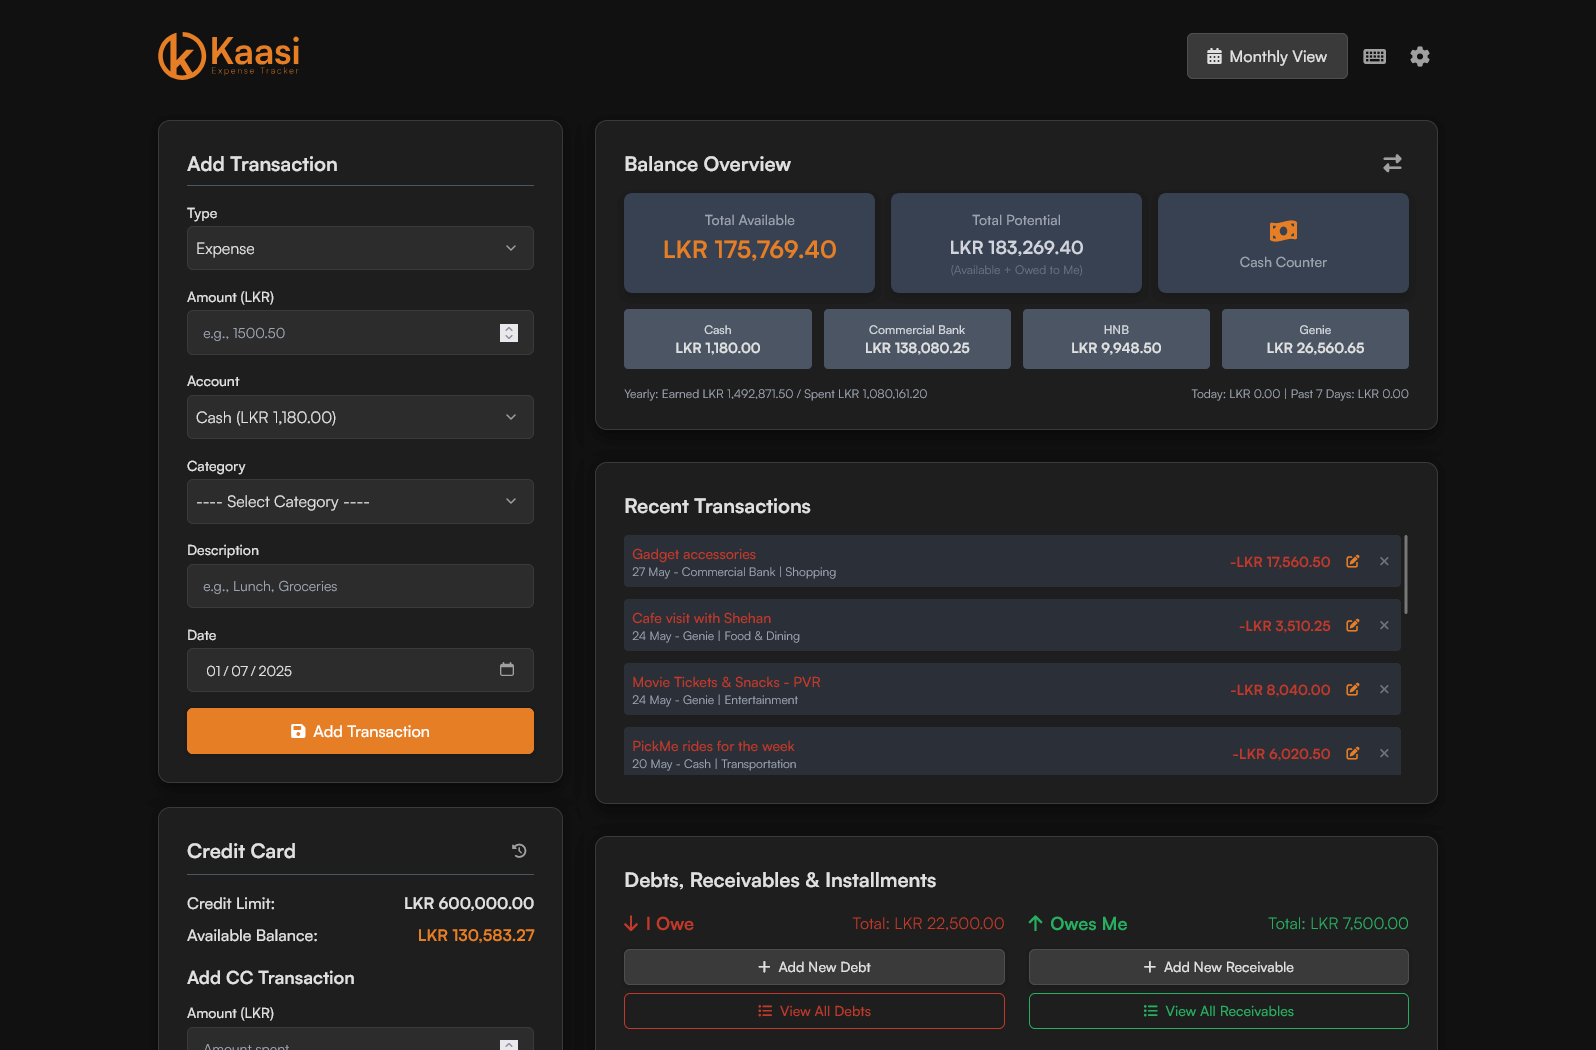 Kaasi
Expense Tracker
Monthly View
Add Transaction
Type
Expense
Amount (LKR)
e.g., 1500.50
Account
Cash (LKR 1,180.00)
Category
---- Select Category ----
Description
e.g., Lunch, Groceries
Date
01/07/2025
Add Transaction
Credit Card
Credit Limit: LKR 600,000.00
Available Balance: LKR 130,583.27
Add CC Transaction
Amount (LKR)
Amount spent
Balance Overview
Total Available
LKR 175,769.40
Total Potential
LKR 183,269.40
(Available + Owed to Me)
Cash Counter
Cash
LKR 1,180.00
Commercial Bank
LKR 138,080.25
HNB
LKR 9,948.50
Genie
LKR 26,560.65
Yearly: Earned LKR 1,492,871.50 / Spent LKR 1,080,161.20
Today: LKR 0.00 | Past 7 Days: LKR 0.00
Recent Transactions
Gadget accessories
27 May - Commercial Bank | Shopping
-LKR 17,560.50
Cafe visit with Shehan
24 May - Genie | Food & Dining
-LKR 3,510.25
Movie Tickets & Snacks - PVR
24 May - Genie | Entertainment
-LKR 8,040.00
PickMe rides for the week
20 May - Cash | Transportation
-LKR 6,020.50
Debts, Receivables & Installments
I Owe
Total: LKR 22,500.00
Add New Debt
View All Debts
Owes Me
Total: LKR 7,500.00
Add New Receivable
View All Receivables